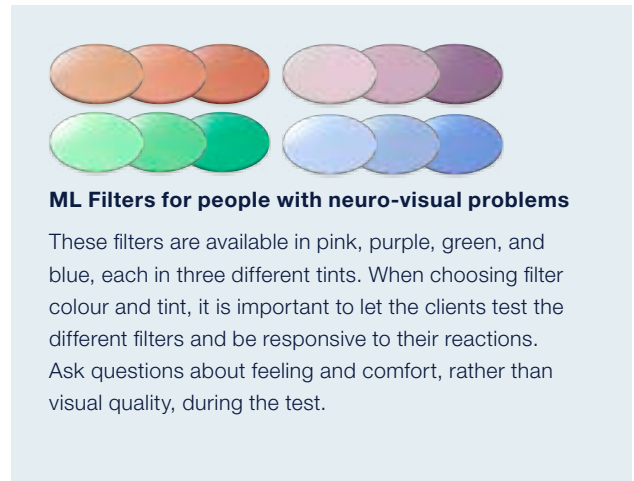 ML Filters for people with neuro-visual problems
These filters are available in pink, purple, green, and
blue, each in three different tints. When choosing filter
colour and tint, it is important to let the clients test the
different filters and be responsive to their reactions.
Ask questions about feeling and comfort, rather than
visual quality, during the test.